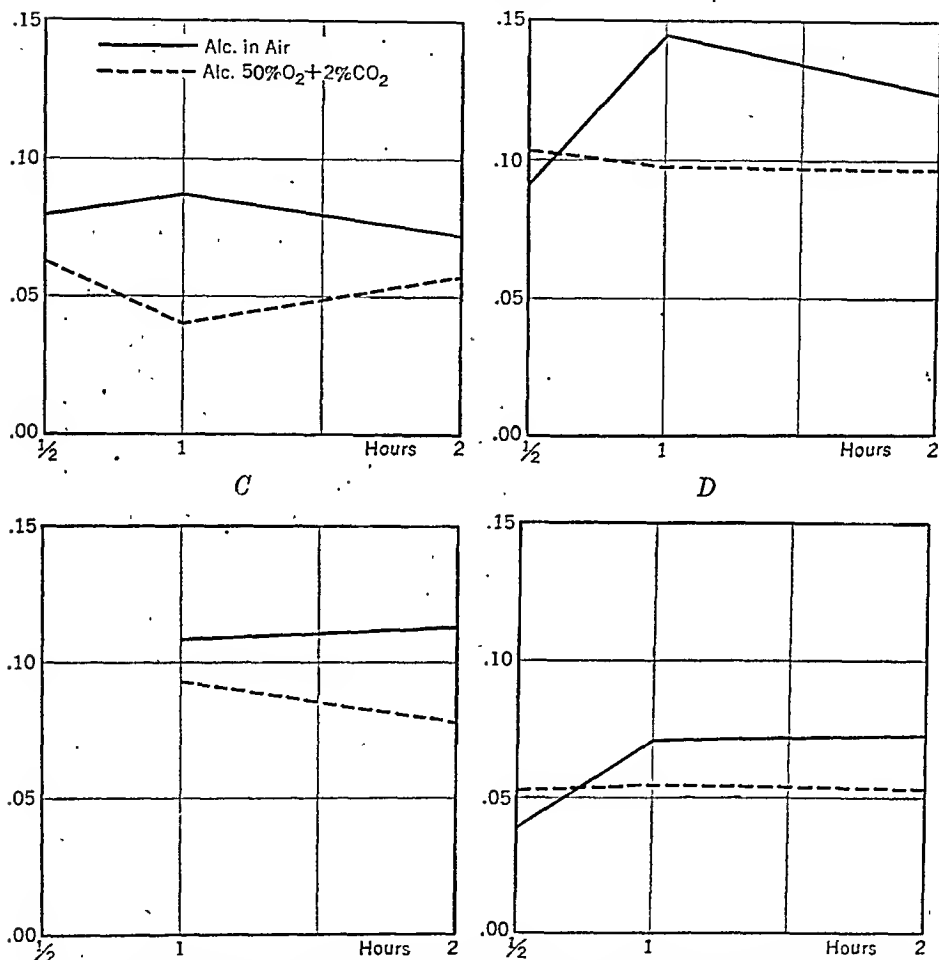 .15
Alc. in Air
Alc. 50%O₂+2%CO₂
.10
.05
.00
½ 1 Hours 2
.15
.10
.05
.00
½ 1 Hours 2
C
D
.15
.10
.05
.00
½ 1 Hours 2
.15
.10
.05
.00
½ 1 Hours 2